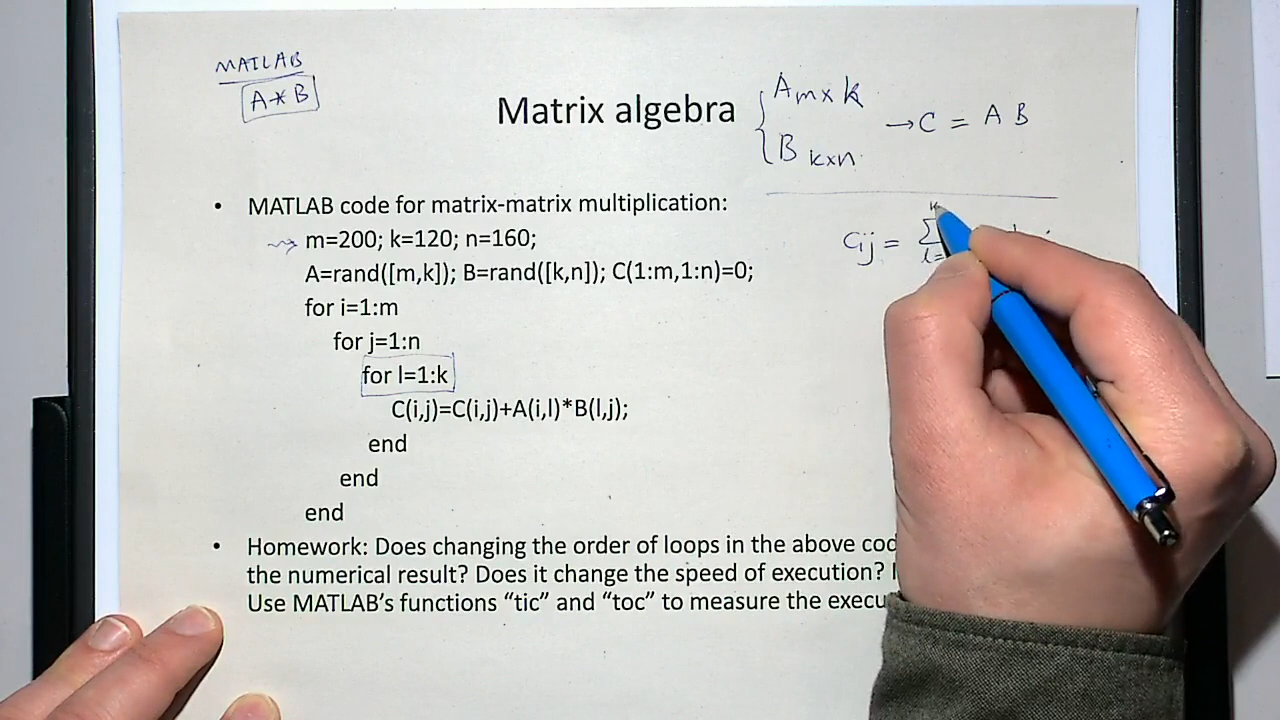 MATLAB
A*B
Matrix algebra
A m×k
B k×n
→ C = A B
• MATLAB code for matrix-matrix multiplication:
m=200; k=120; n=160;
A=rand([m,k]); B=rand([k,n]); C(1:m,1:n)=0;
for i=1:m
for j=1:n
for l=1:k
C(i,j)=C(i,j)+A(i,l)*B(l,j);
end
end
end
Cij = Σ l=
• Homework: Does changing the order of loops in the above
the numerical result? Does it change the speed of execution?
Use MATLAB’s functions “tic” and “toc” to measure the